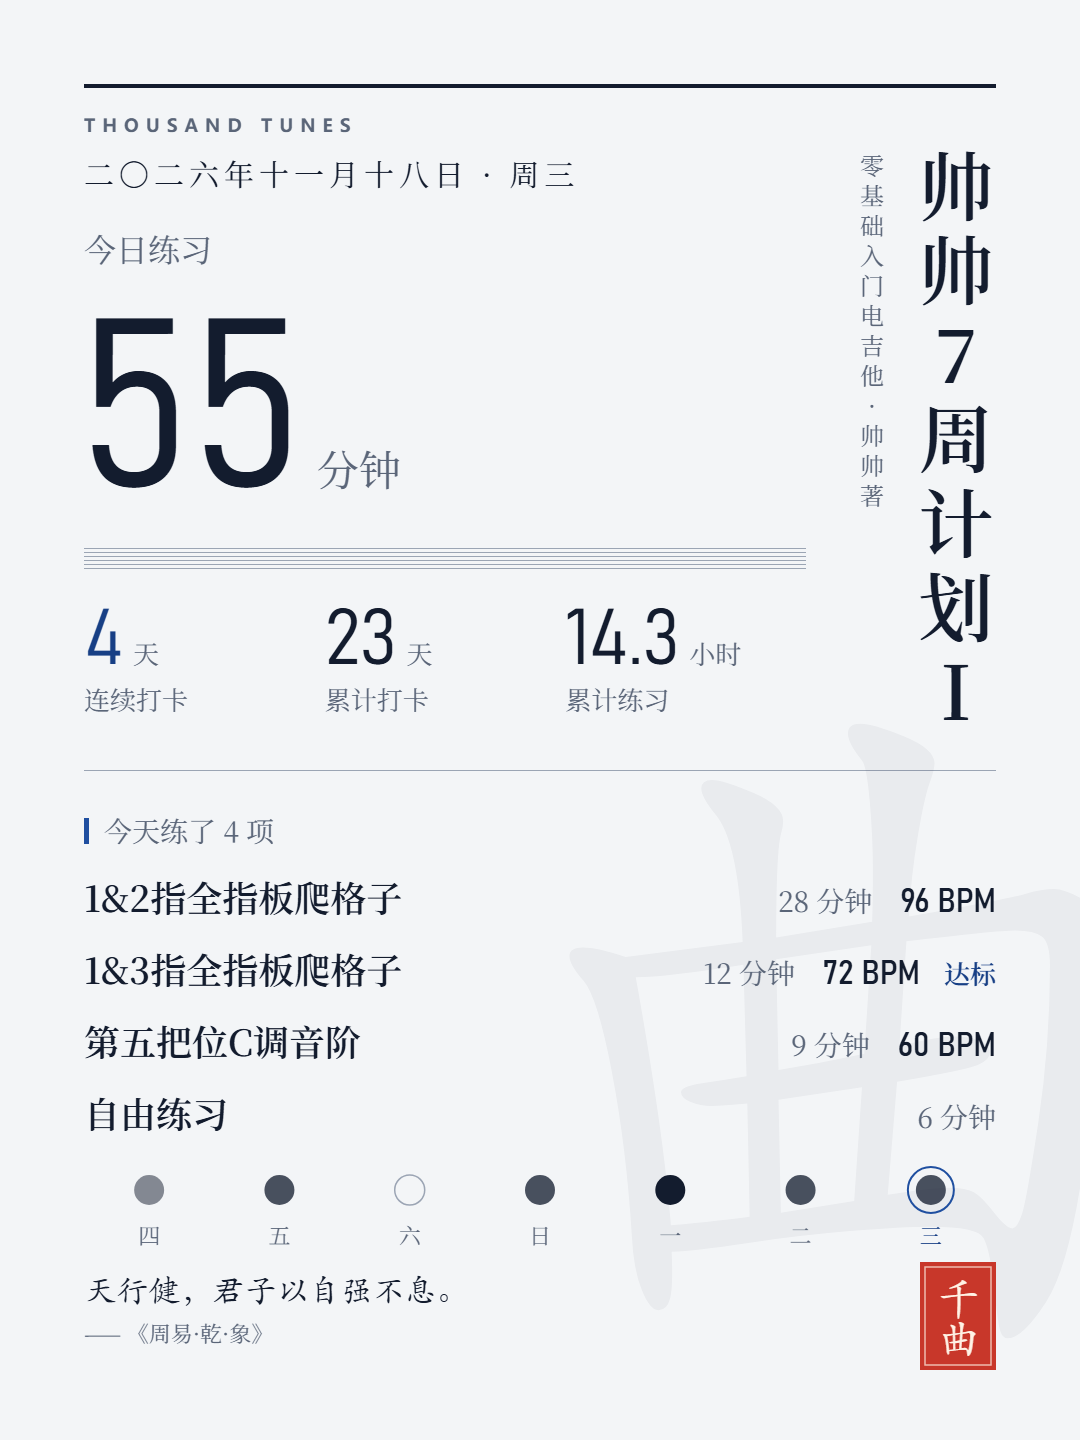 THOUSAND TUNES
二〇二六年十一月十八日 · 周三
帅帅7周计划I
零基础入门电吉他·帅帅著
今日练习
55 分钟
4 天
连续打卡
23 天
累计打卡
14.3 小时
累计练习
今天练了 4 项
1&2指全指板爬格子 28 分钟 96 BPM
1&3指全指板爬格子 12 分钟 72 BPM 达标
第五把位C调音阶 9 分钟 60 BPM
自由练习 6 分钟
四 五 六 日 一 二 三
天行健，君子以自强不息。
—— 《周易·乾·象》
千曲
曲